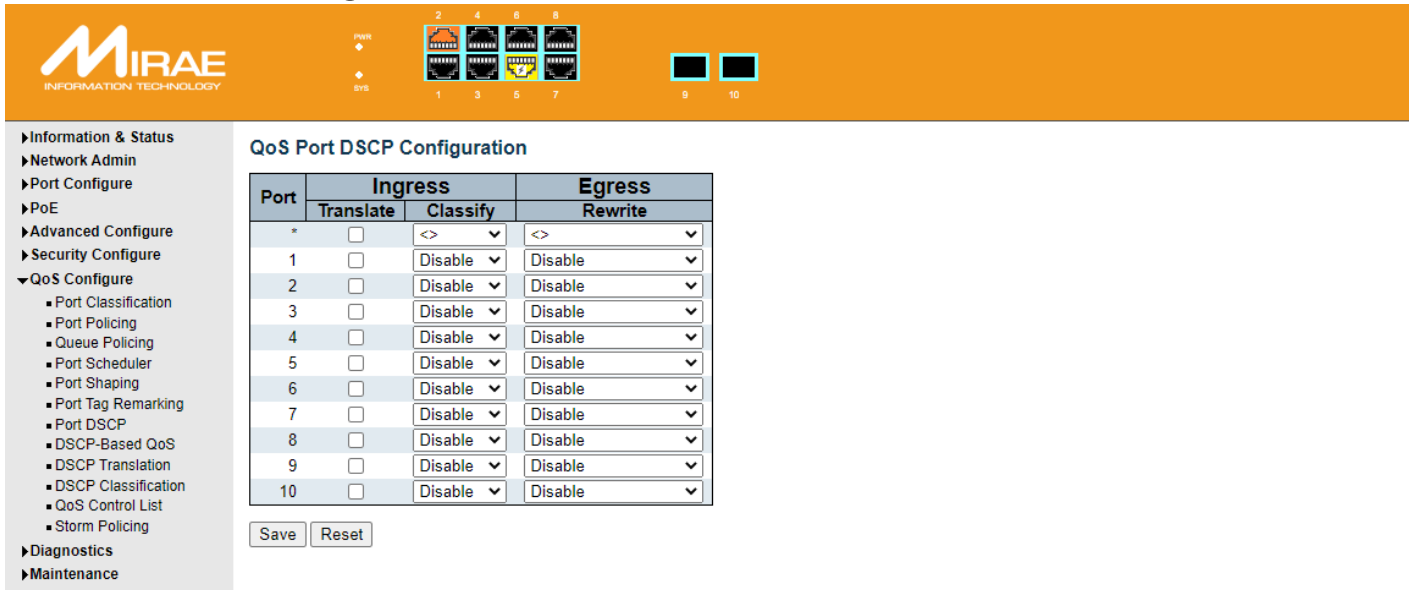 2 4 6 8
PWR
MIRAE
INFORMATION TECHNOLOGY
SYS
1 3 5 7 9 10
Information & Status
Network Admin
Port Configure
PoE
Advanced Configure
Security Configure
QoS Configure
Port Classification
Port Policing
Queue Policing
Port Scheduler
Port Shaping
Port Tag Remarking
Port DSCP
DSCP-Based QoS
DSCP Translation
DSCP Classification
QoS Control List
Storm Policing
Diagnostics
Maintenance
QoS Port DSCP Configuration
Port Ingress Egress
Translate Classify Rewrite
* <> <>
1 Disable Disable
2 Disable Disable
3 Disable Disable
4 Disable Disable
5 Disable Disable
6 Disable Disable
7 Disable Disable
8 Disable Disable
9 Disable Disable
10 Disable Disable
Save Reset